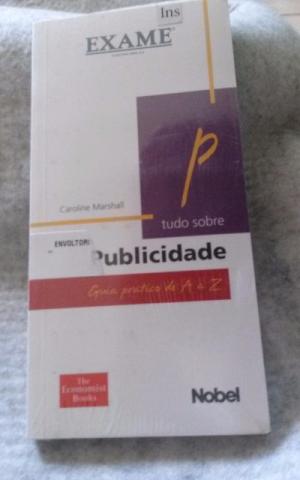 Ins
EXAME
p
Caroline Marshall
tudo sobre
ENVOLTORI
Publicidade
Guia prático de A a Z
The
Economist
Books
Nobel